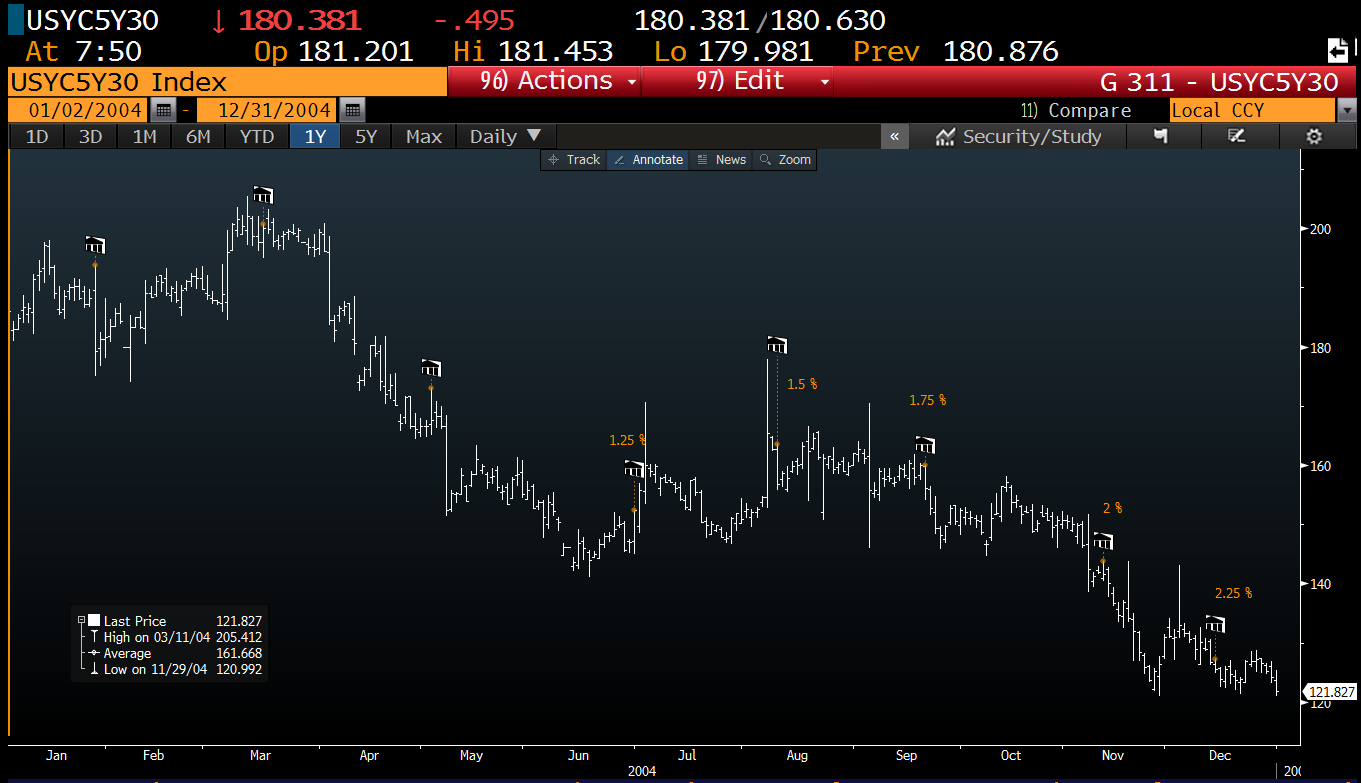 USYC5Y30 ↓ 180.381 -.495 180.381/180.630
At 7:50 Op 181.201 Hi 181.453 Lo 179.981 Prev 180.876
USYC5Y30 Index 96) Actions 97) Edit G 311 - USYC5Y30
01/02/2004 - 12/31/2004 11) Compare Local CCY
1D 3D 1M 6M YTD 1Y 5Y Max Daily ▼ « Security/Study
Track Annotate News Zoom
200
180
1.5 %
1.75 %
1.25 %
160
2 %
140
2.25 %
Last Price 121.827
High on 03/11/04 205.412
Average 161.668
Low on 11/29/04 120.992
121.827
120
Jan Feb Mar Apr May Jun Jul Aug Sep Oct Nov Dec
2004